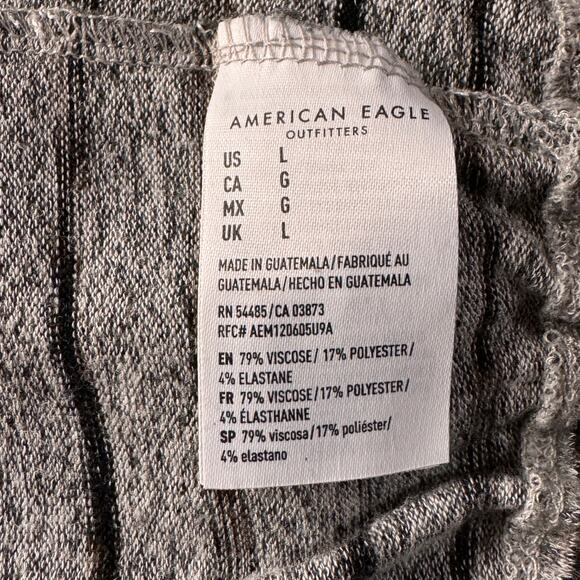 AMERICAN EAGLE
OUTFITTERS
US L
CA G
MX G
UK L
MADE IN GUATEMALA/FABRIQUÉ AU
GUATEMALA/HECHO EN GUATEMALA
RN 54485/CA 03873
RFC# AEM120605U9A
EN 79% VISCOSE/ 17% POLYESTER/
4% ELASTANE
FR 79% VISCOSE/17% POLYESTER/
4% ÉLASTHANNE
SP 79% viscosa/17% poliéster/
4% elastano